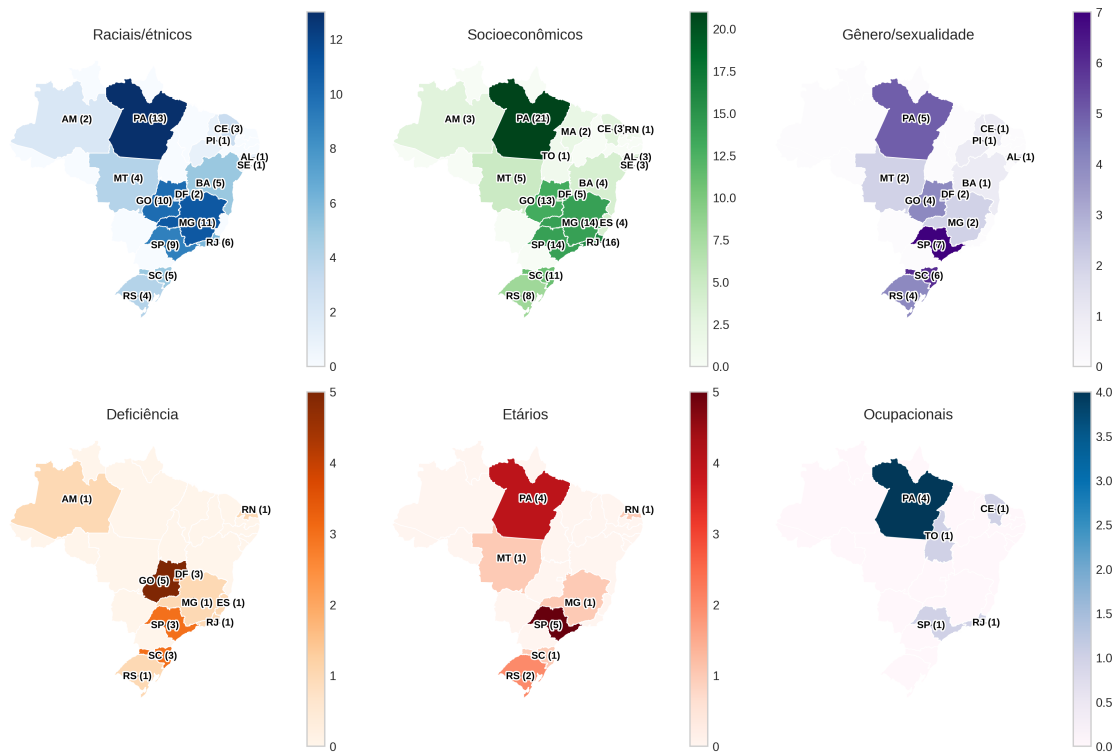 Raciais/étnicos
AM (2)
PA (13)
CE (3)
PI (1)
AL (1)
SE (1)
MT (4)
BA (5)
DF (2)
GO (10)
MG (11)
SP (9)
RJ (6)
SC (5)
RS (4)
12
10
8
6
4
2
0
Socioeconômicos
AM (3)
PA (21)
MA (2)
CE (3)
RN (1)
TO (1)
AL (3)
SE (3)
MT (5)
BA (4)
DF (5)
GO (13)
MG (14)
ES (4)
SP (14)
RJ (16)
SC (11)
RS (8)
20.0
17.5
15.0
12.5
10.0
7.5
5.0
2.5
0.0
Gênero/sexualidade
PA (5)
CE (1)
PI (1)
AL (1)
MT (2)
BA (1)
DF (2)
GO (4)
MG (2)
SP (7)
SC (6)
RS (4)
7
6
5
4
3
2
1
0
Deficiência
AM (1)
RN (1)
DF (3)
GO (5)
MG (1)
ES (1)
SP (3)
RJ (1)
SC (3)
RS (1)
5
4
3
2
1
0
Etários
PA (4)
RN (1)
MT (1)
MG (1)
SP (5)
SC (1)
RS (2)
5
4
3
2
1
0
Ocupacionais
PA (4)
CE (1)
TO (1)
SP (1)
RJ (1)
4.0
3.5
3.0
2.5
2.0
1.5
1.0
0.5
0.0